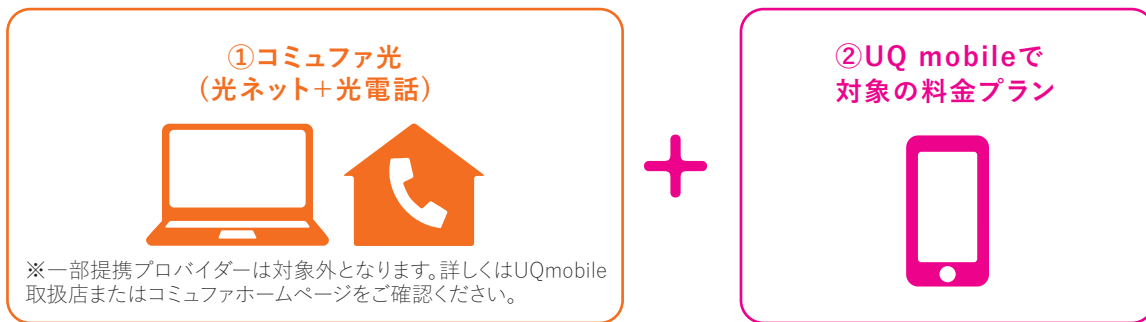 ①コミュファ光
(光ネット+光電話)
※一部提携プロバイダーは対象外となります。詳しくはUQmobile
取扱店またはコミュファホームページをご確認ください。
+
②UQ mobileで
対象の料金プラン